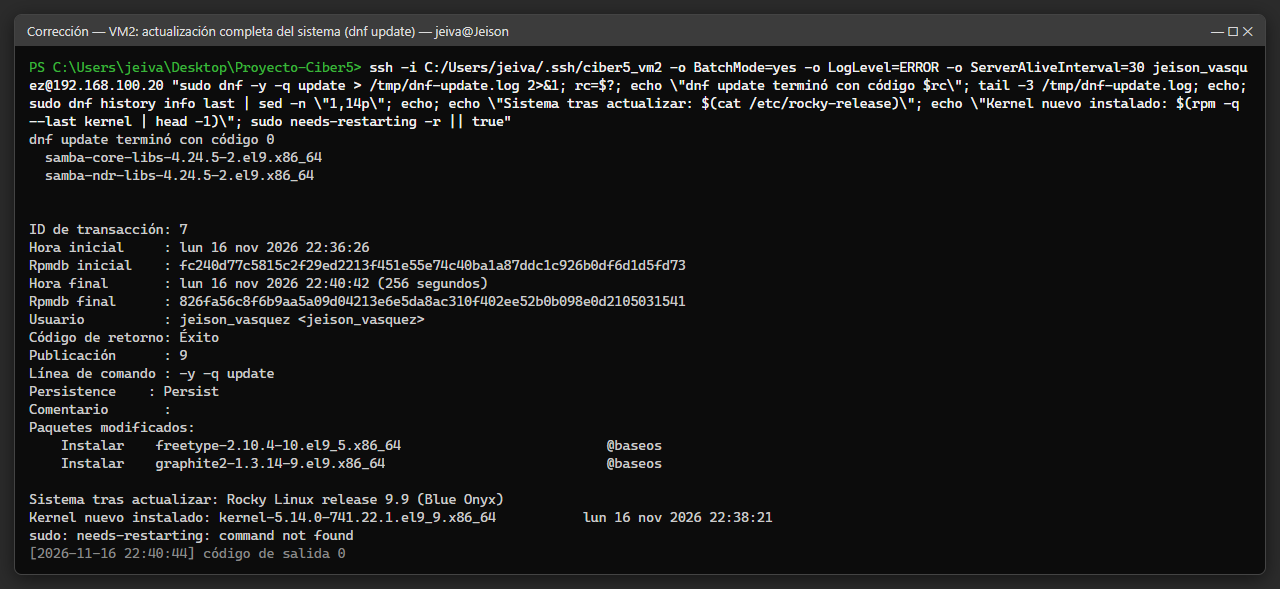 Corrección — VM2: actualización completa del sistema (dnf update) — jeiva@Jeison
PS C:\Users\jeiva\Desktop\Proyecto-Ciber5> ssh -i C:/Users/jeiva/.ssh/ciber5_vm2 -o BatchMode=yes -o LogLevel=ERROR -o ServerAliveInterval=30 jeison_vasqu
ez@192.168.100.20 "sudo dnf -y -q update > /tmp/dnf-update.log 2>&1; rc=$?; echo \"dnf update terminó con código $rc\"; tail -3 /tmp/dnf-update.log; echo;
sudo dnf history info last | sed -n \"1,14p\"; echo; echo \"Sistema tras actualizar: $(cat /etc/rocky-release)\"; echo \"Kernel nuevo instalado: $(rpm -q
--last kernel | head -1)\"; sudo needs-restarting -r || true"
dnf update terminó con código 0
  samba-core-libs-4.24.5-2.el9.x86_64
  samba-ndr-libs-4.24.5-2.el9.x86_64
ID de transacción: 7
Hora inicial     : lun 16 nov 2026 22:36:26
Rpmdb inicial    : fc240d77c5815c2f29ed2213f451e55e74c40ba1a87ddc1c926b0df6d1d5fd73
Hora final       : lun 16 nov 2026 22:40:42 (256 segundos)
Rpmdb final      : 826fa56c8f6b9aa5a09d04213e6e5da8ac310f402ee52b0b098e0d2105031541
Usuario          : jeison_vasquez <jeison_vasquez>
Código de retorno: Éxito
Publicación      : 9
Línea de comando : -y -q update
Persistence    : Persist
Comentario       :
Paquetes modificados:
    Instalar    freetype-2.10.4-10.el9_5.x86_64                          @baseos
    Instalar    graphite2-1.3.14-9.el9.x86_64                            @baseos
Sistema tras actualizar: Rocky Linux release 9.9 (Blue Onyx)
Kernel nuevo instalado: kernel-5.14.0-741.22.1.el9_9.x86_64           lun 16 nov 2026 22:38:21
sudo: needs-restarting: command not found
[2026-11-16 22:40:44] código de salida 0